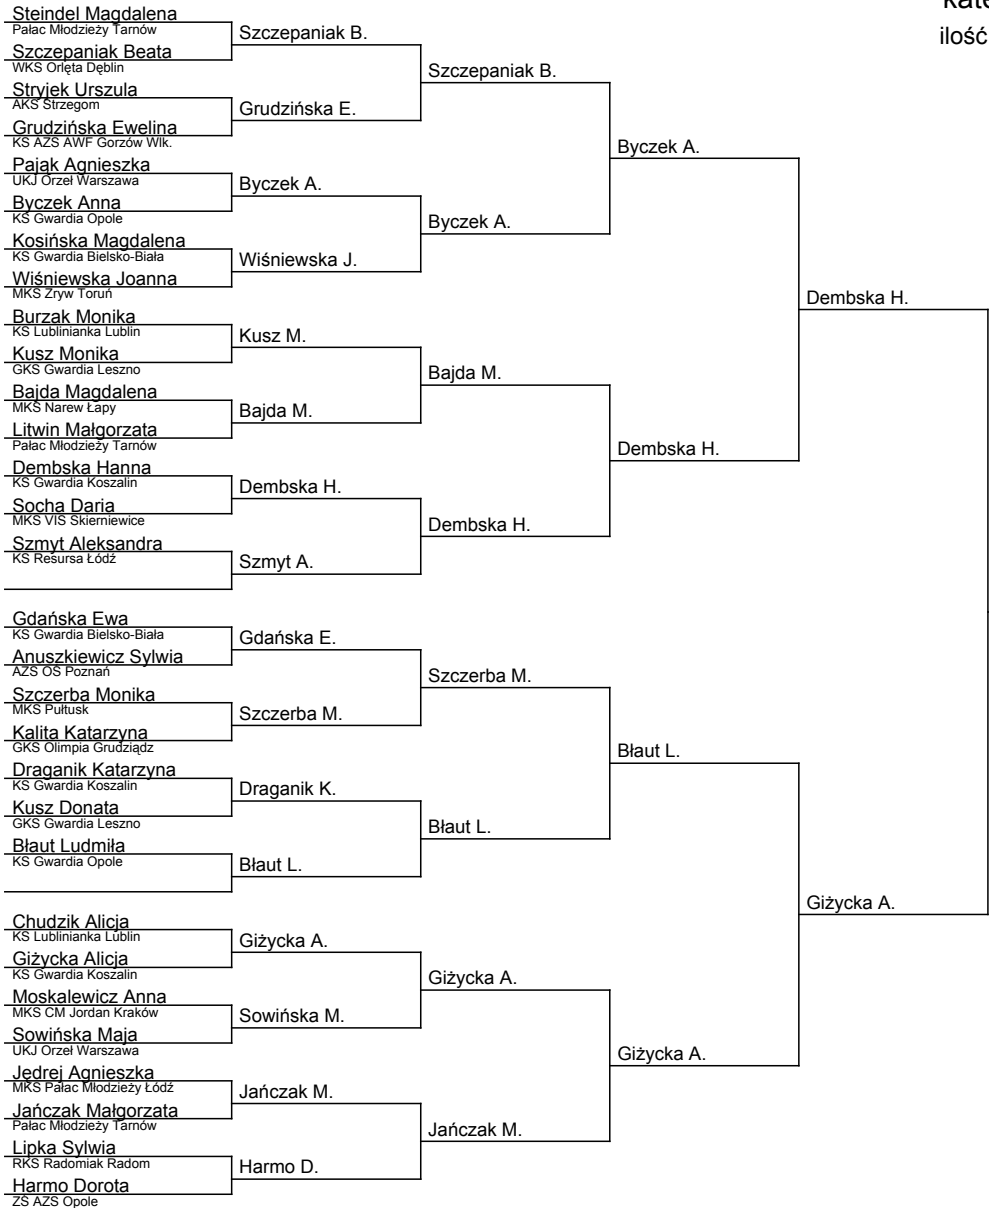 Steindel Magdalena
Pałac Młodzieży Tarnów
Szczepaniak Beata
WKS Orlęta Dęblin
Stryjek Urszula
AKS Strzegom
Grudzińska Ewelina
KS AZS AWF Gorzów Wlk.
Pająk Agnieszka
UKJ Orzeł Warszawa
Byczek Anna
KS Gwardia Opole
Kosińska Magdalena
KS Gwardia Bielsko-Biała
Wiśniewska Joanna
MKS Zryw Toruń
Burzak Monika
KS Lublinianka Lublin
Kusz Monika
GKS Gwardia Leszno
Bajda Magdalena
MKS Narew Łapy
Litwin Małgorzata
Pałac Młodzieży Tarnów
Dembska Hanna
KS Gwardia Koszalin
Socha Daria
MKS VIS Skierniewice
Szmyt Aleksandra
KS Resursa Łódź
Gdańska Ewa
KS Gwardia Bielsko-Biała
Anuszkiewicz Sylwia
AZS OŚ Poznań
Szczerba Monika
MKS Pułtusk
Kalita Katarzyna
GKS Olimpia Grudziądz
Draganik Katarzyna
KS Gwardia Koszalin
Kusz Donata
GKS Gwardia Leszno
Błaut Ludmiła
KS Gwardia Opole
Chudzik Alicja
KS Lublinianka Lublin
Giżycka Alicja
KS Gwardia Koszalin
Moskalewicz Anna
MKS CM Jordan Kraków
Sowińska Maja
UKJ Orzeł Warszawa
Jędrej Agnieszka
MKS Pałac Młodzieży Łódź
Jańczak Małgorzata
Pałac Młodzieży Tarnów
Lipka Sylwia
RKS Radomiak Radom
Harmo Dorota
ZS AZS Opole
Szczepaniak B.
Grudzińska E.
Byczek A.
Wiśniewska J.
Kusz M.
Bajda M.
Dembska H.
Szmyt A.
Gdańska E.
Szczerba M.
Draganik K.
Błaut L.
Giżycka A.
Sowińska M.
Jańczak M.
Harmo D.
Szczepaniak B.
Byczek A.
Bajda M.
Dembska H.
Szczerba M.
Błaut L.
Giżycka A.
Jańczak M.
Byczek A.
Dembska H.
Błaut L.
Giżycka A.
Dembska H.
Giżycka A.
ilość